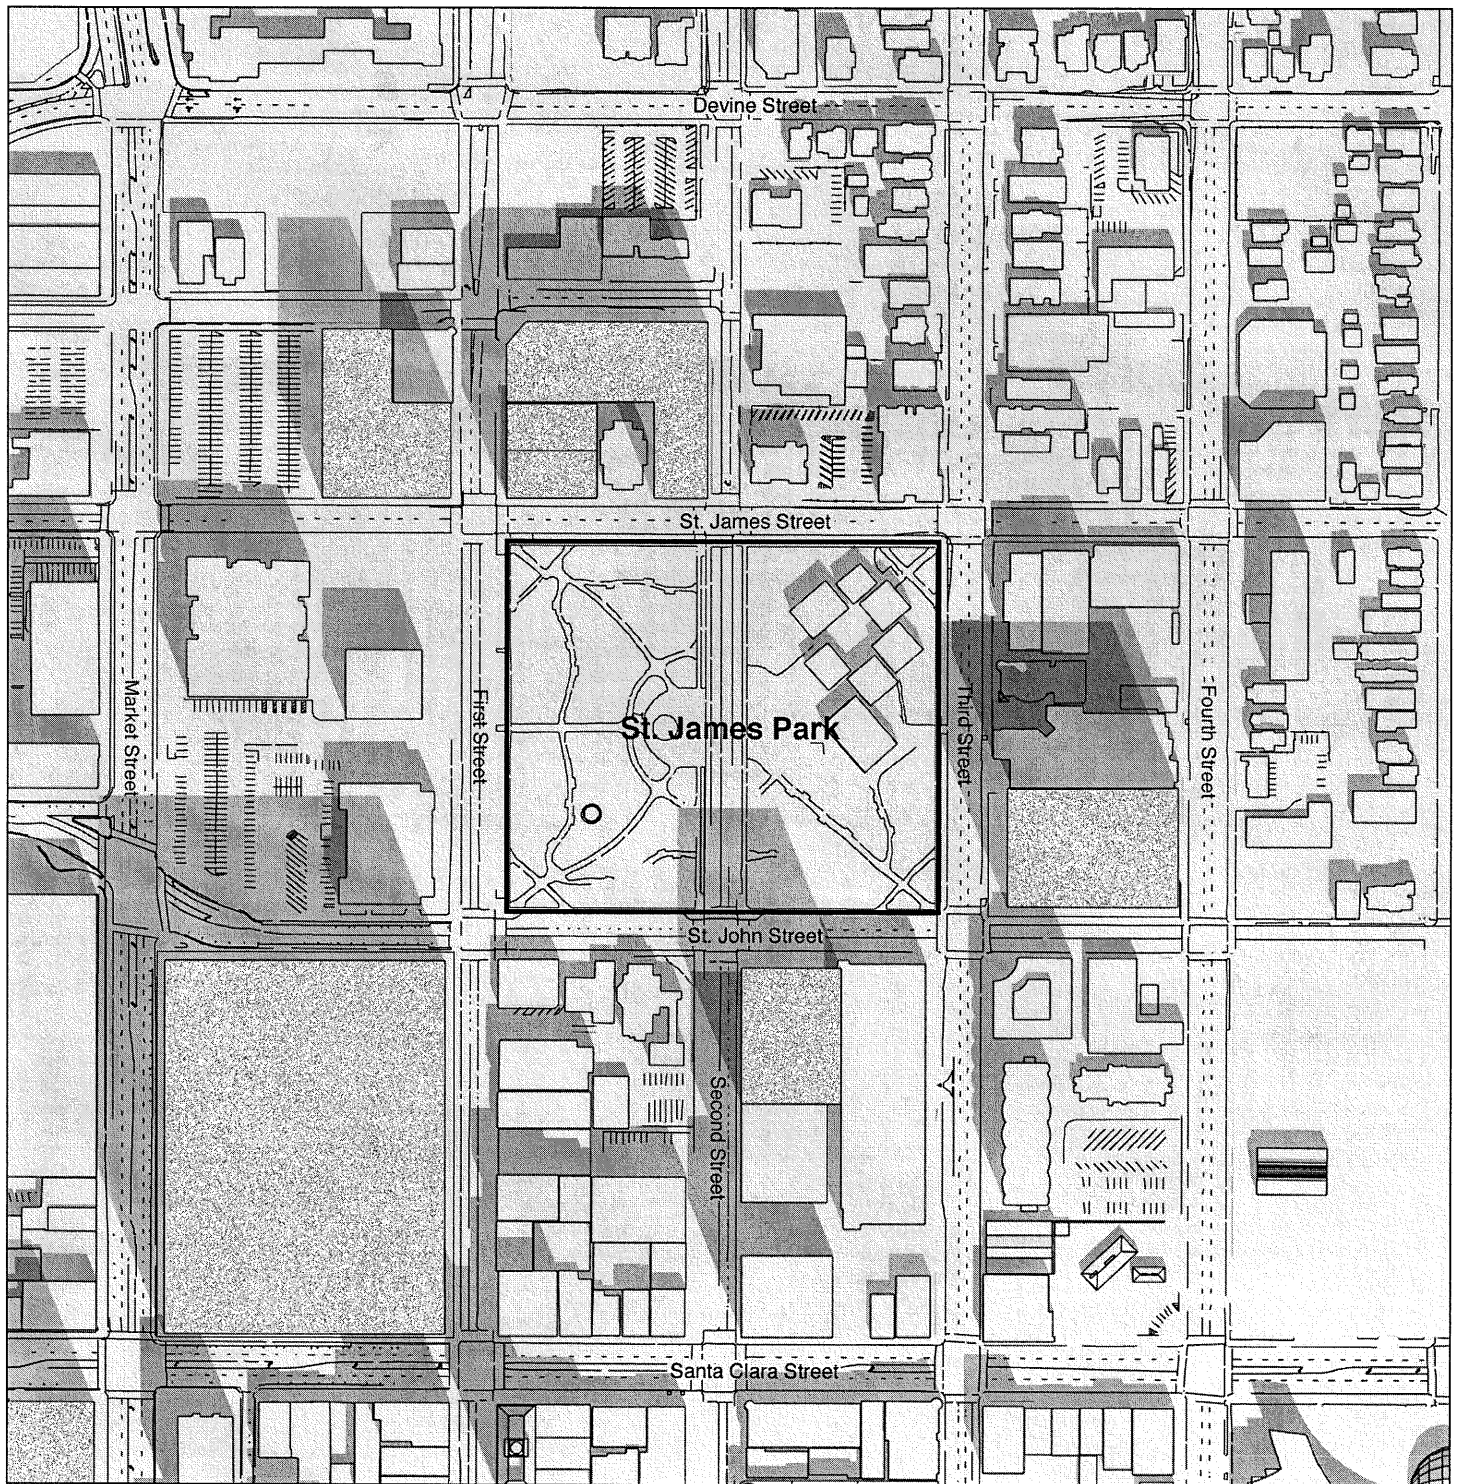 Devine Street
St. James Street
Market Street
First Street
St. James Park
Third Street
Fourth Street
St. John Street
Second Street
Santa Clara Street